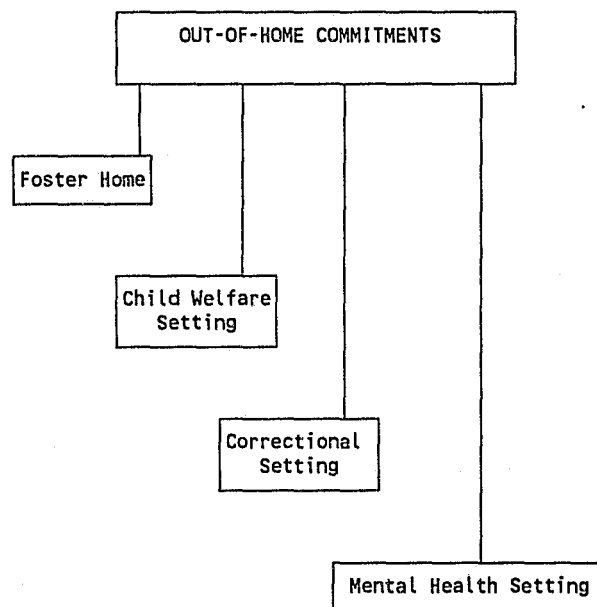 OUT-OF-HOME COMMITMENTS
Foster Home
Child Welfare
Setting
Correctional
Setting
Mental Health Setting